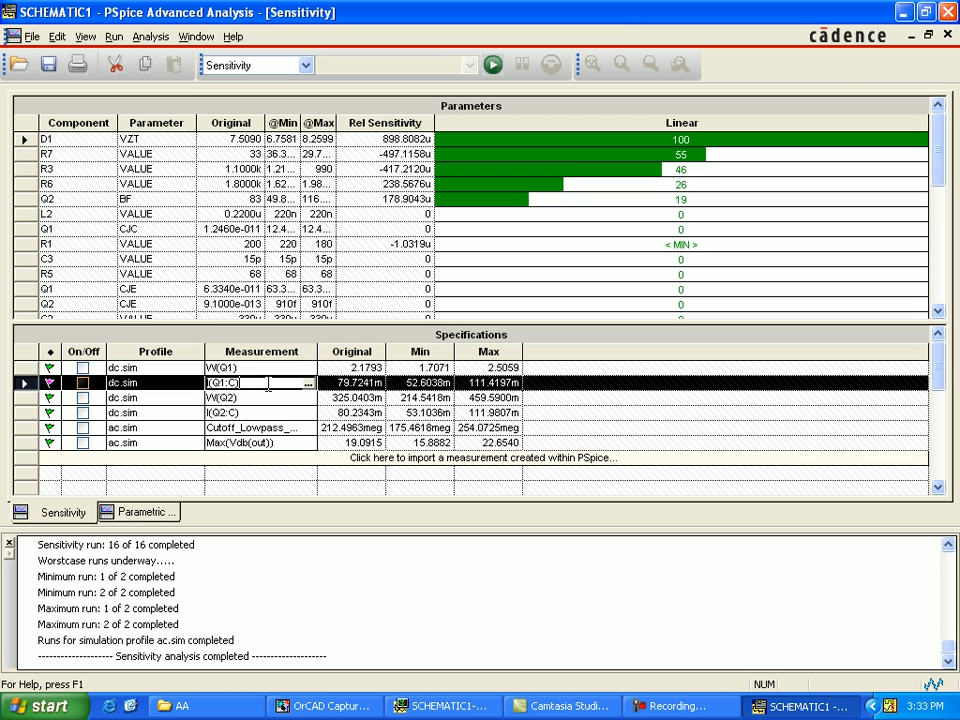 SCHEMATIC1 - PSpice Advanced Analysis - [Sensitivity]
File Edit View Run Analysis Window Help
cādence
Sensitivity
Parameters
Component Parameter Original @Min @Max Rel Sensitivity Linear
D1 VZT 7.5090 6.7581 8.2599 898.8082u 100
R7 VALUE 33 36.3... 29.7... -497.1158u 55
R3 VALUE 1.1000k 1.21... 990 -417.2120u 46
R6 VALUE 1.8000k 1.62... 1.98... 238.5676u 26
Q2 BF 83 49.8... 116.... 178.9043u 19
L2 VALUE 0.2200u 220n 220n 0 0
Q1 CJC 1.2460e-011 12.4... 12.4... 0 0
R1 VALUE 200 220 180 -1.0319u < MIN >
C3 VALUE 15p 15p 15p 0 0
R5 VALUE 68 68 68 0 0
Q1 CJE 6.3340e-011 63.3... 63.3... 0 0
Q2 CJE 9.1000e-013 910f 910f 0 0
C2 VALUE 330u 330u 330u 0 0
Specifications
On/Off Profile Measurement Original Min Max
dc.sim W(Q1) 2.1793 1.7071 2.5059
dc.sim I(Q1:C) ... 79.7241m 52.6038m 111.4197m
dc.sim W(Q2) 325.0403m 214.5418m 459.5900m
dc.sim I(Q2:C) 80.2343m 53.1036m 111.9807m
ac.sim Cutoff_Lowpass_... 212.4963meg 175.4618meg 254.0725meg
ac.sim Max(Vdb(out)) 19.0915 15.8882 22.6540
Click here to import a measurement created within PSpice...
Sensitivity Parametric ...
Sensitivity run: 16 of 16 completed
Worstcase runs underway.....
Minimum run: 1 of 2 completed
Minimum run: 2 of 2 completed
Maximum run: 1 of 2 completed
Maximum run: 2 of 2 completed
Runs for simulation profile ac.sim completed
-------------------- Sensitivity analysis completed --------------------
For Help, press F1 NUM
start AA OrCAD Captur... SCHEMATIC1-... Camtasia Studi... Recording... SCHEMATIC1 -... 3:33 PM